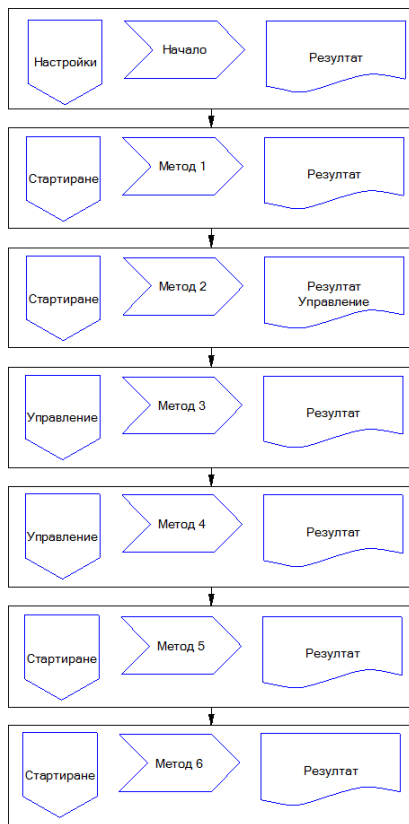 Настройки
Начало
Резултат
Стартиране
Метод 1
Резултат
Стартиране
Метод 2
Резултат
Управление
Управление
Метод 3
Резултат
Управление
Метод 4
Резултат
Стартиране
Метод 5
Резултат
Стартиране
Метод 6
Резултат